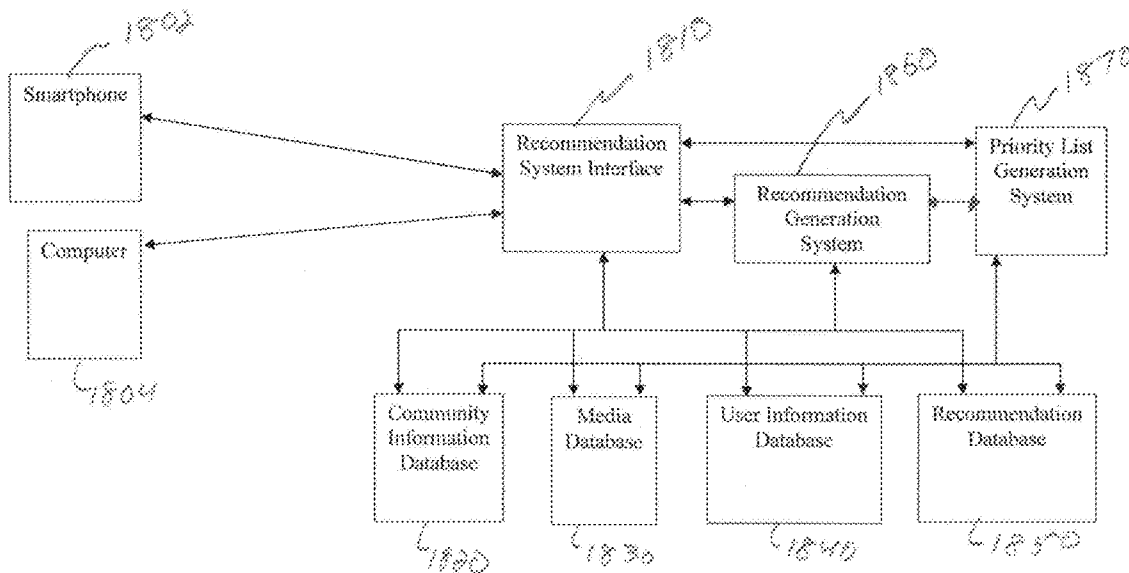 1802
1810
1860
1870
Smartphone
Recommendation
System Interface
Priority List
Generation
System
Recommendation
Generation
System
Computer
1804
Community
Information
Database
Media
Database
User Information
Database
Recommendation
Database
1820
1830
1840
1850